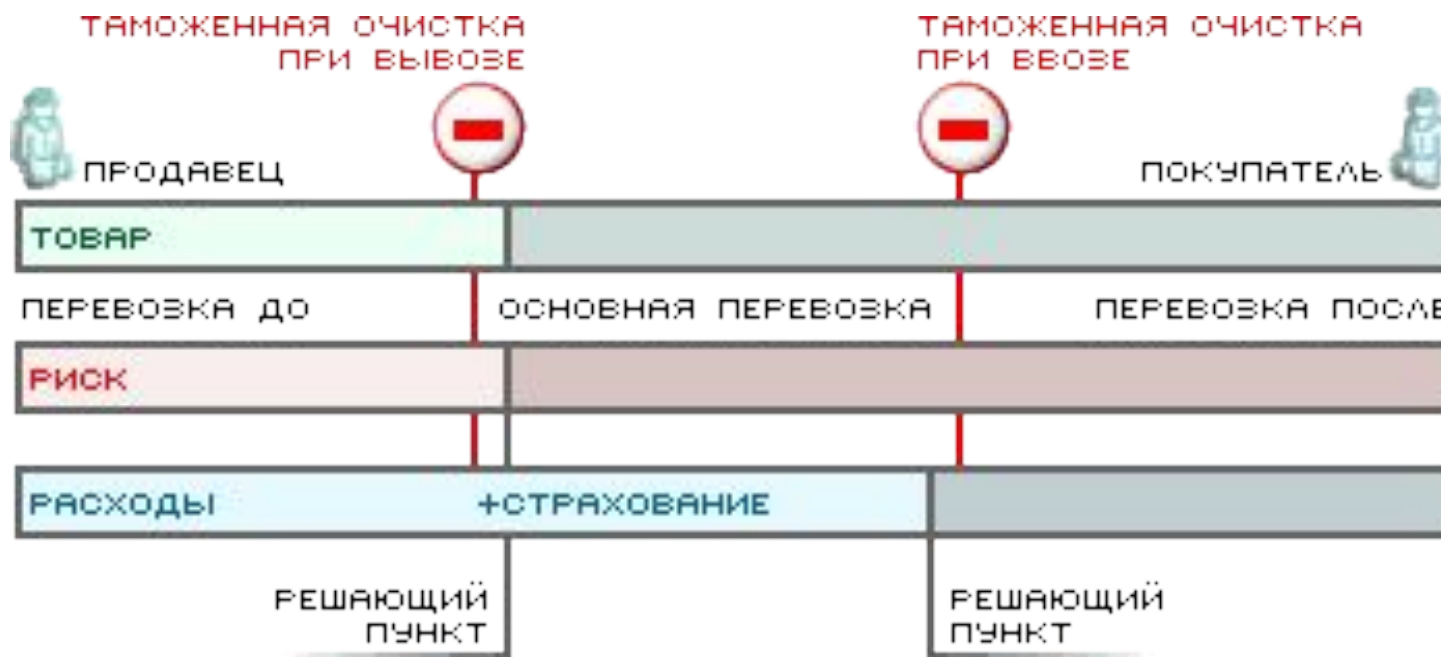 ТАМОЖЕННАЯ ОЧИСТКА
ПРИ ВЫВОЗЕ
ТАМОЖЕННАЯ ОЧИСТКА
ПРИ ВВОЗЕ
ПРОДАВЕЦ
ПОКУПАТЕЛЬ
ТОВАР
ПЕРЕВОЗКА ДО
ОСНОВНАЯ ПЕРЕВОЗКА
ПЕРЕВОЗКА ПОСЛЕ
РИСК
РАСХОДЫ
+СТРАХОВАНИЕ
РЕШАЮЩИЙ
ПУНКТ
РЕШАЮЩИЙ
ПУНКТ